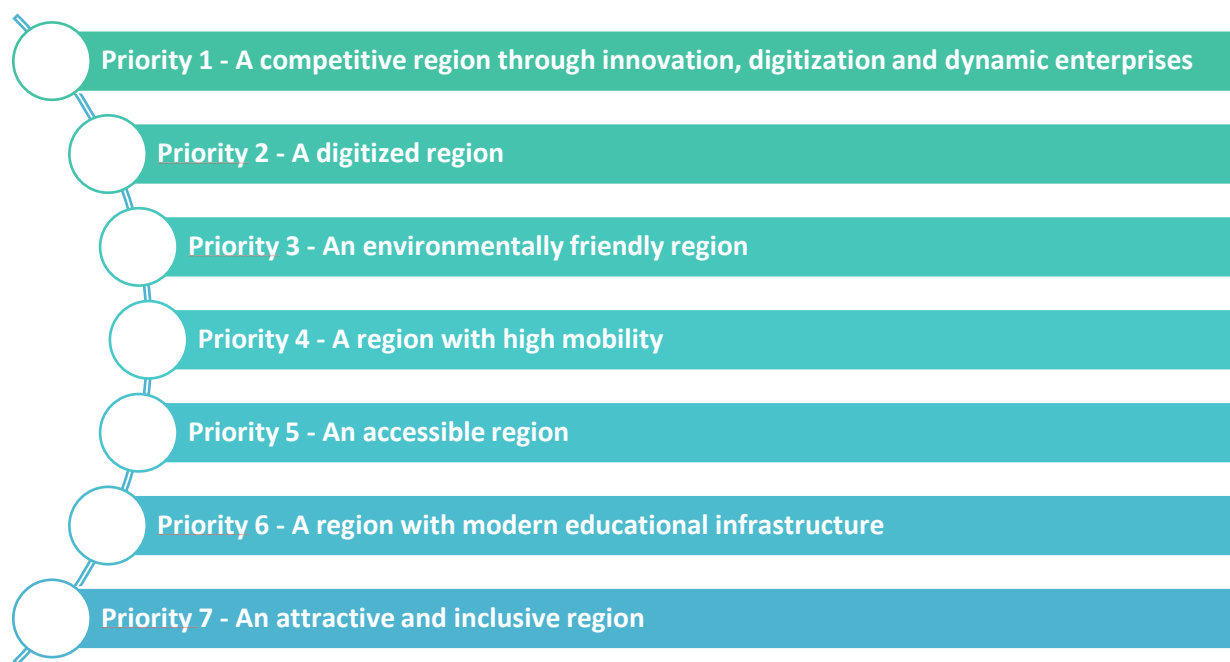 Priority 1 - A competitive region through innovation, digitization and dynamic enterprises
Priority 2 - A digitized region
Priority 3 - An environmentally friendly region
Priority 4 - A region with high mobility
Priority 5 - An accessible region
Priority 6 - A region with modern educational infrastructure
Priority 7 - An attractive and inclusive region